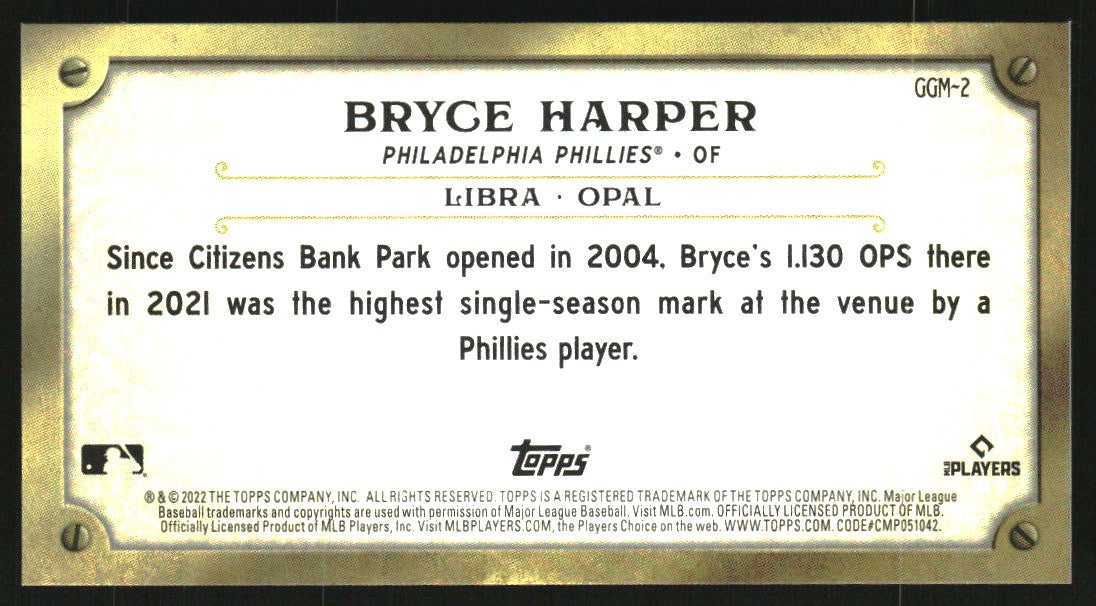 GGM-2
BRYCE HARPER
PHILADELPHIA PHILLIES® • OF
LIBRA · OPAL
Since Citizens Bank Park opened in 2004, Bryce's 1.130 OPS there
in 2021 was the highest single-season mark at the venue by a
Phillies player.
Topps®
MLB PLAYERS
® & © 2022 THE TOPPS COMPANY, INC. ALL RIGHTS RESERVED. TOPPS IS A REGISTERED TRADEMARK OF THE TOPPS COMPANY, INC. Major League
Baseball trademarks and copyrights are used with permission of Major League Baseball. Visit MLB.com. OFFICIALLY LICENSED PRODUCT OF MLB.
Officially Licensed Product of MLB Players, Inc. Visit MLBPLAYERS.COM, the Players Choice on the web. WWW.TOPPS.COM. CODE#CMP051042.